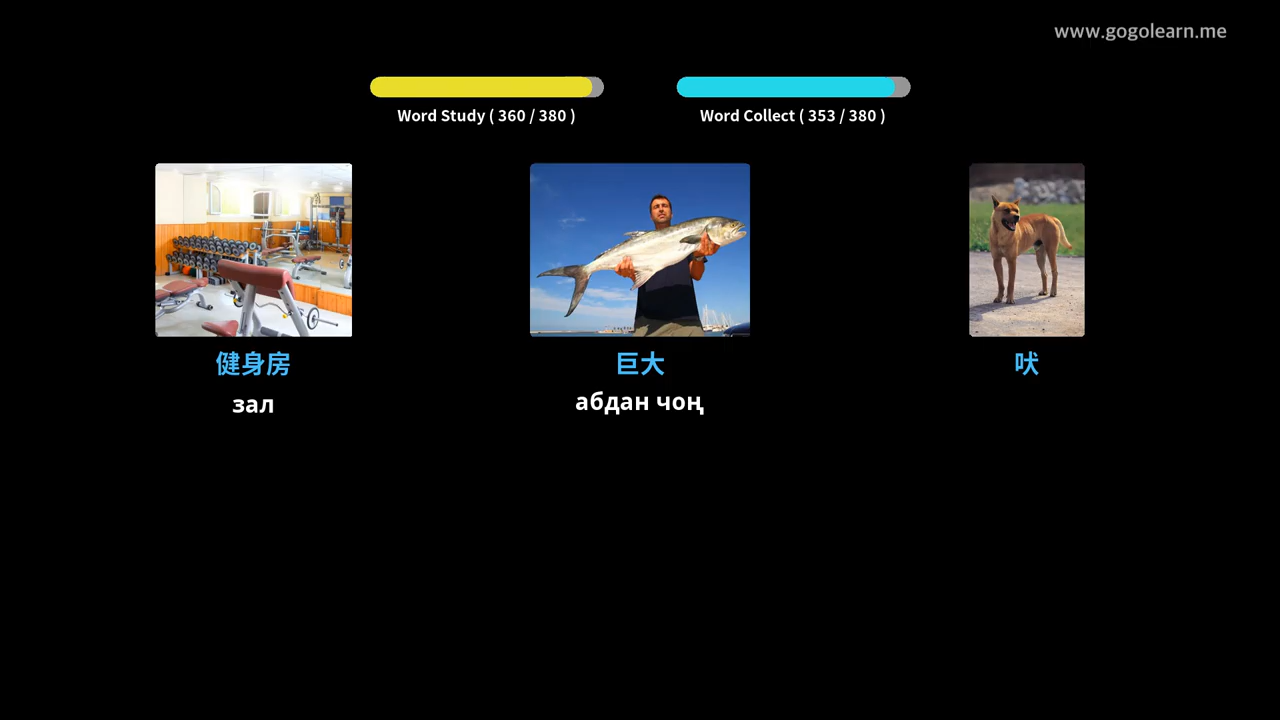 www.gogolearn.me
Word Study ( 360 / 380 )
Word Collect ( 353 / 380 )
健身房
巨大
吠
зал
абдан чоң